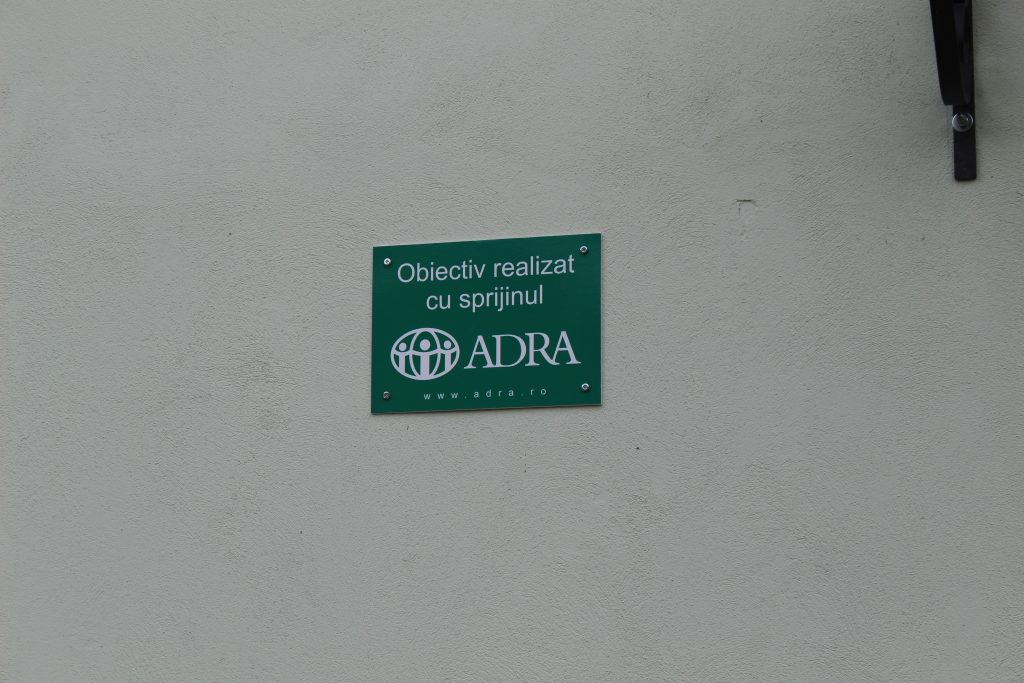 Obiectiv realizat
cu sprijinul
ADRA
www.adra.ro